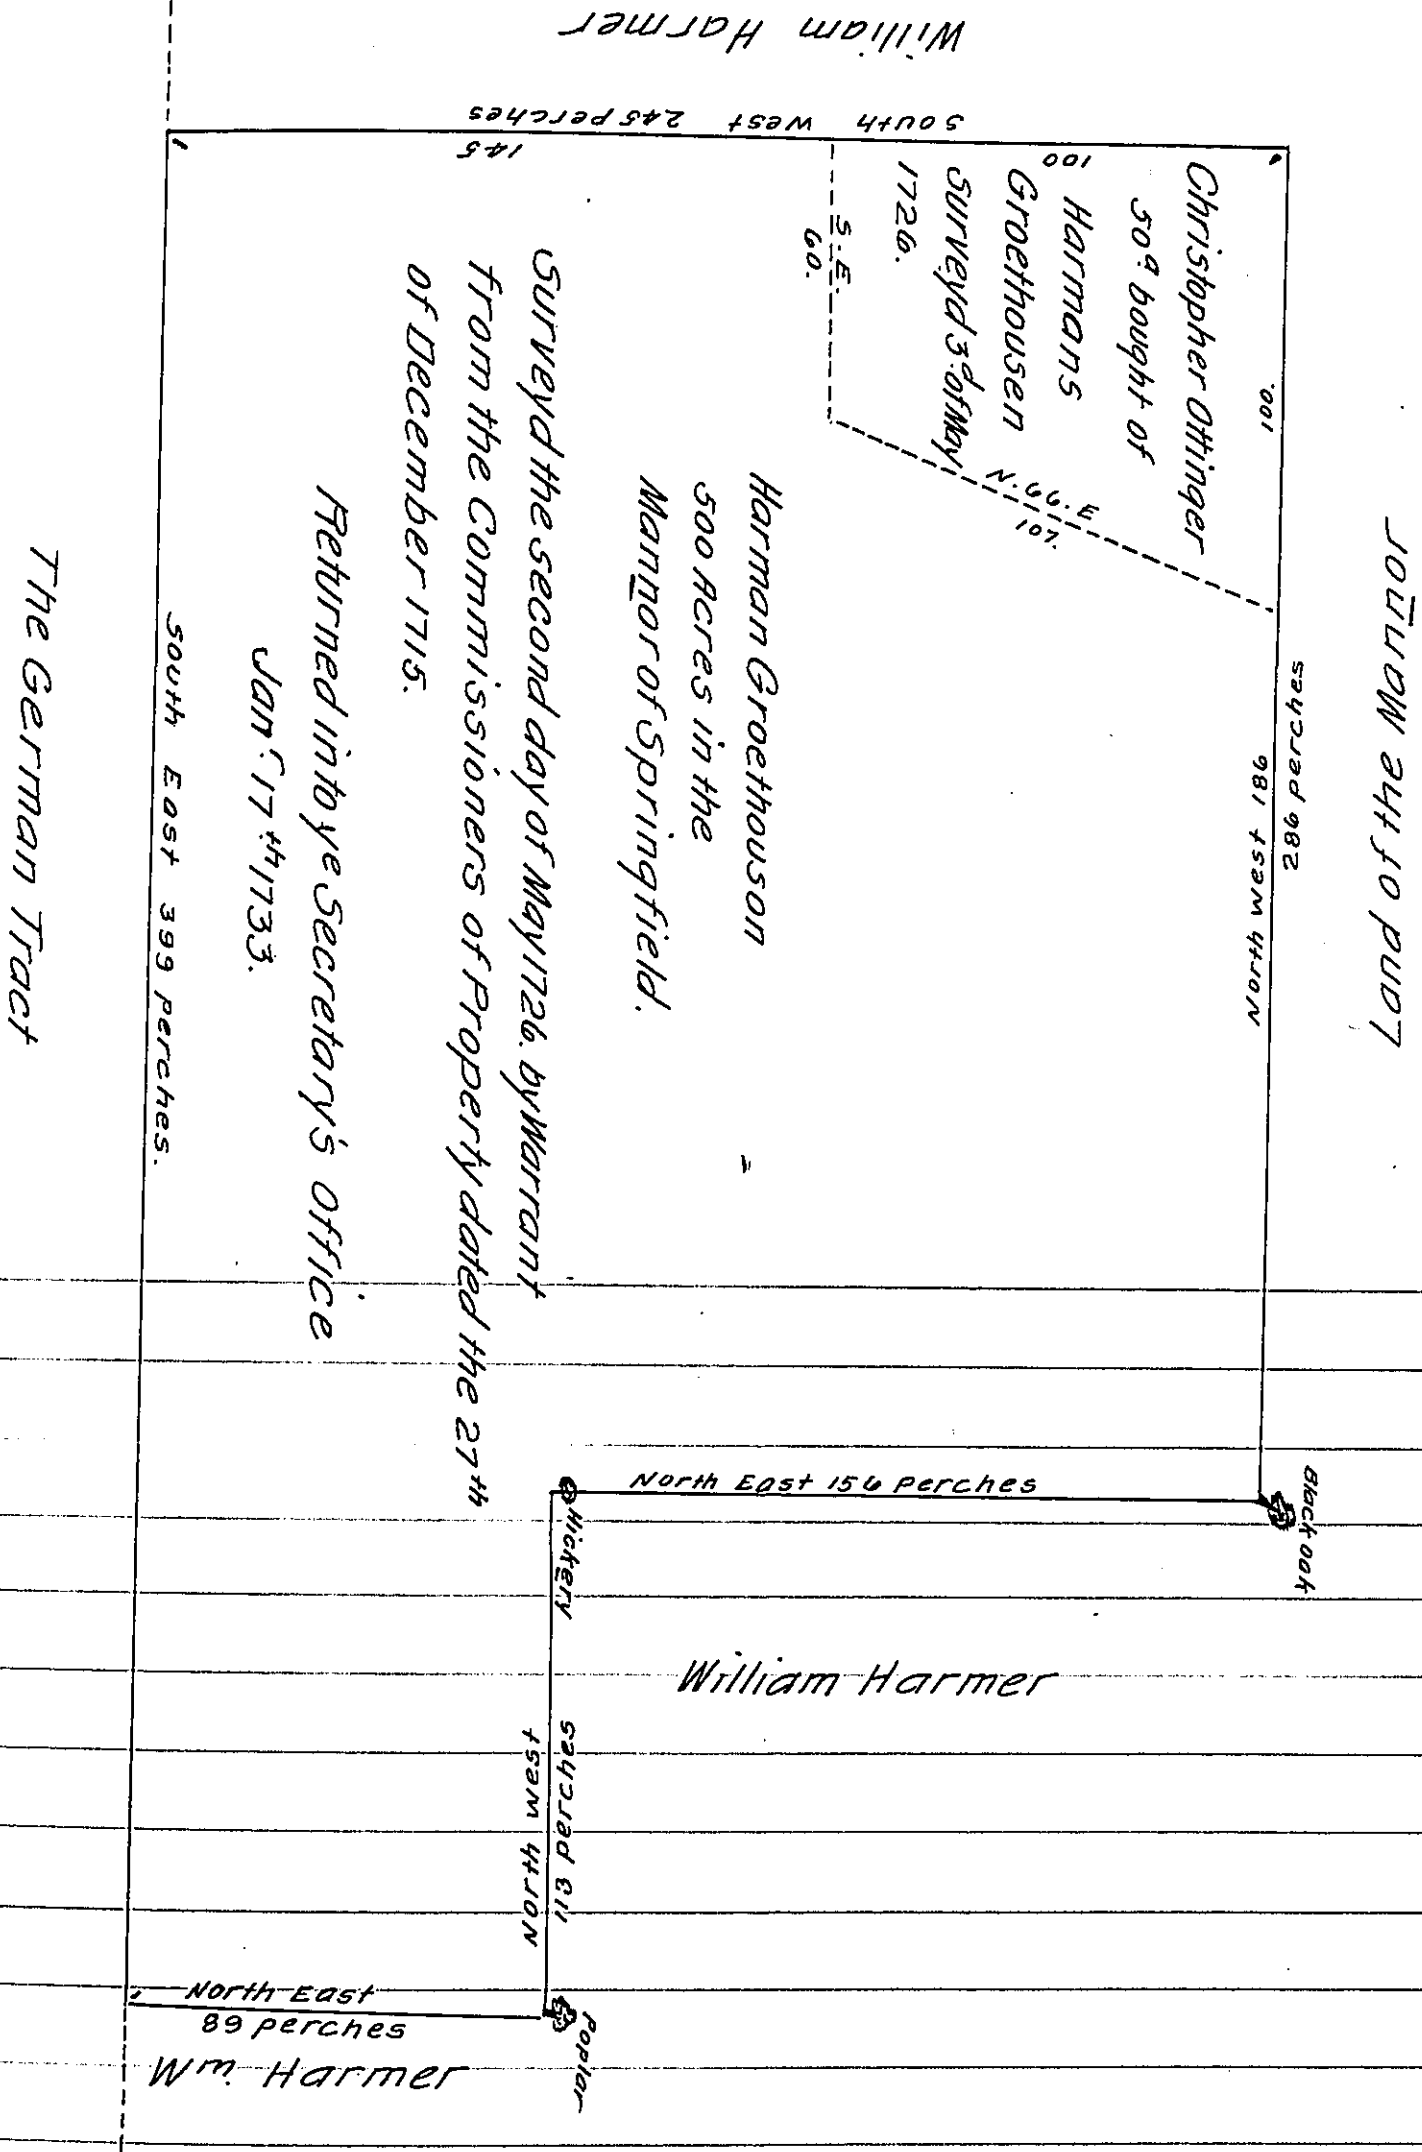 William Harmer
South West 245 perches
145
100
Christopher Ottinger
50a. bought of
Harmans
Groethousen
Survey'd 3d. of May
1726.
S.E.
60.
N.66.E
107.
100.
Land of the Mannor
286 perches
North West 186
Harman Groethouson
500 Acres in the
Mannor of Springfield.
Survey'd the second day of May 1726. by Warrant
from the Commissioners of Property dated the 27th
of December 1715.
Returned into ye Secretary's Office
Janr. 17th 1733.
South East 399 perches.
The German Tract
North East 156 Perches
Black oak
Hickery
William Harmer
113 perches
North West
North East
89 perches
Poplar
Wm. Harmer